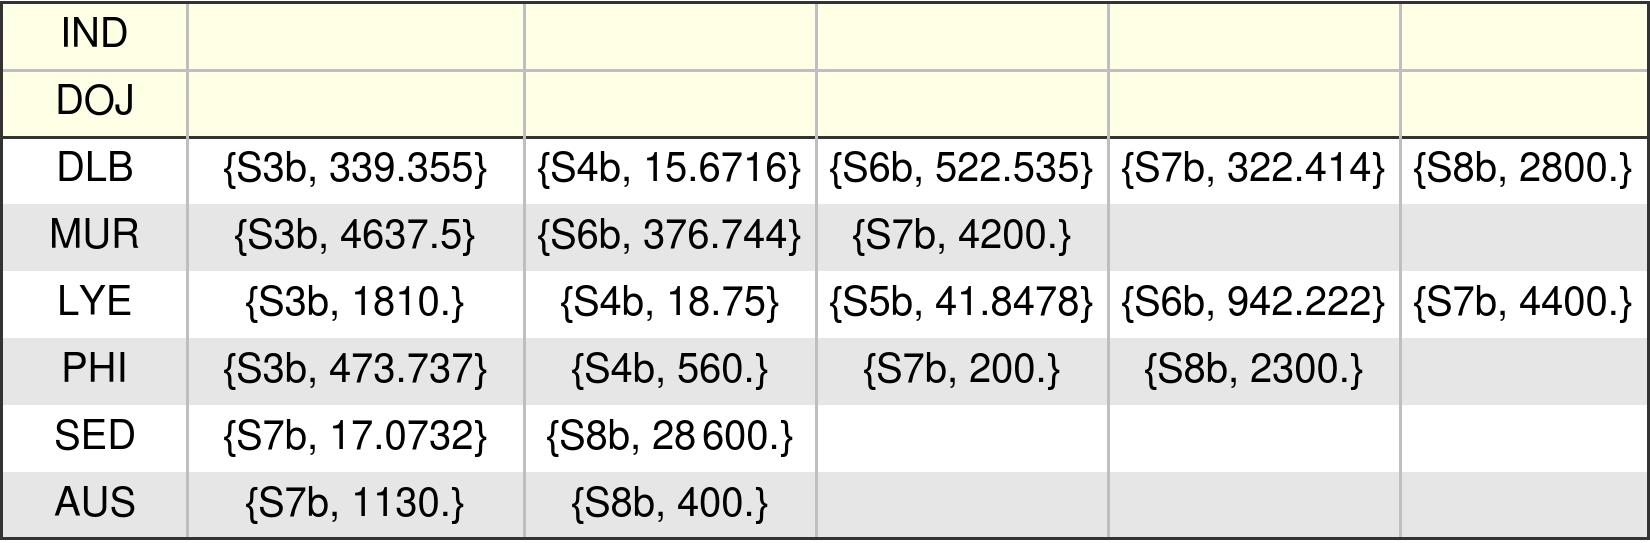 IND
DOJ
DLB {S3b, 339.355} {S4b, 15.6716} {S6b, 522.535} {S7b, 322.414} {S8b, 2800.}
MUR {S3b, 4637.5} {S6b, 376.744} {S7b, 4200.}
LYE {S3b, 1810.} {S4b, 18.75} {S5b, 41.8478} {S6b, 942.222} {S7b, 4400.}
PHI {S3b, 473.737} {S4b, 560.} {S7b, 200.} {S8b, 2300.}
SED {S7b, 17.0732} {S8b, 28 600.}
AUS {S7b, 1130.} {S8b, 400.}